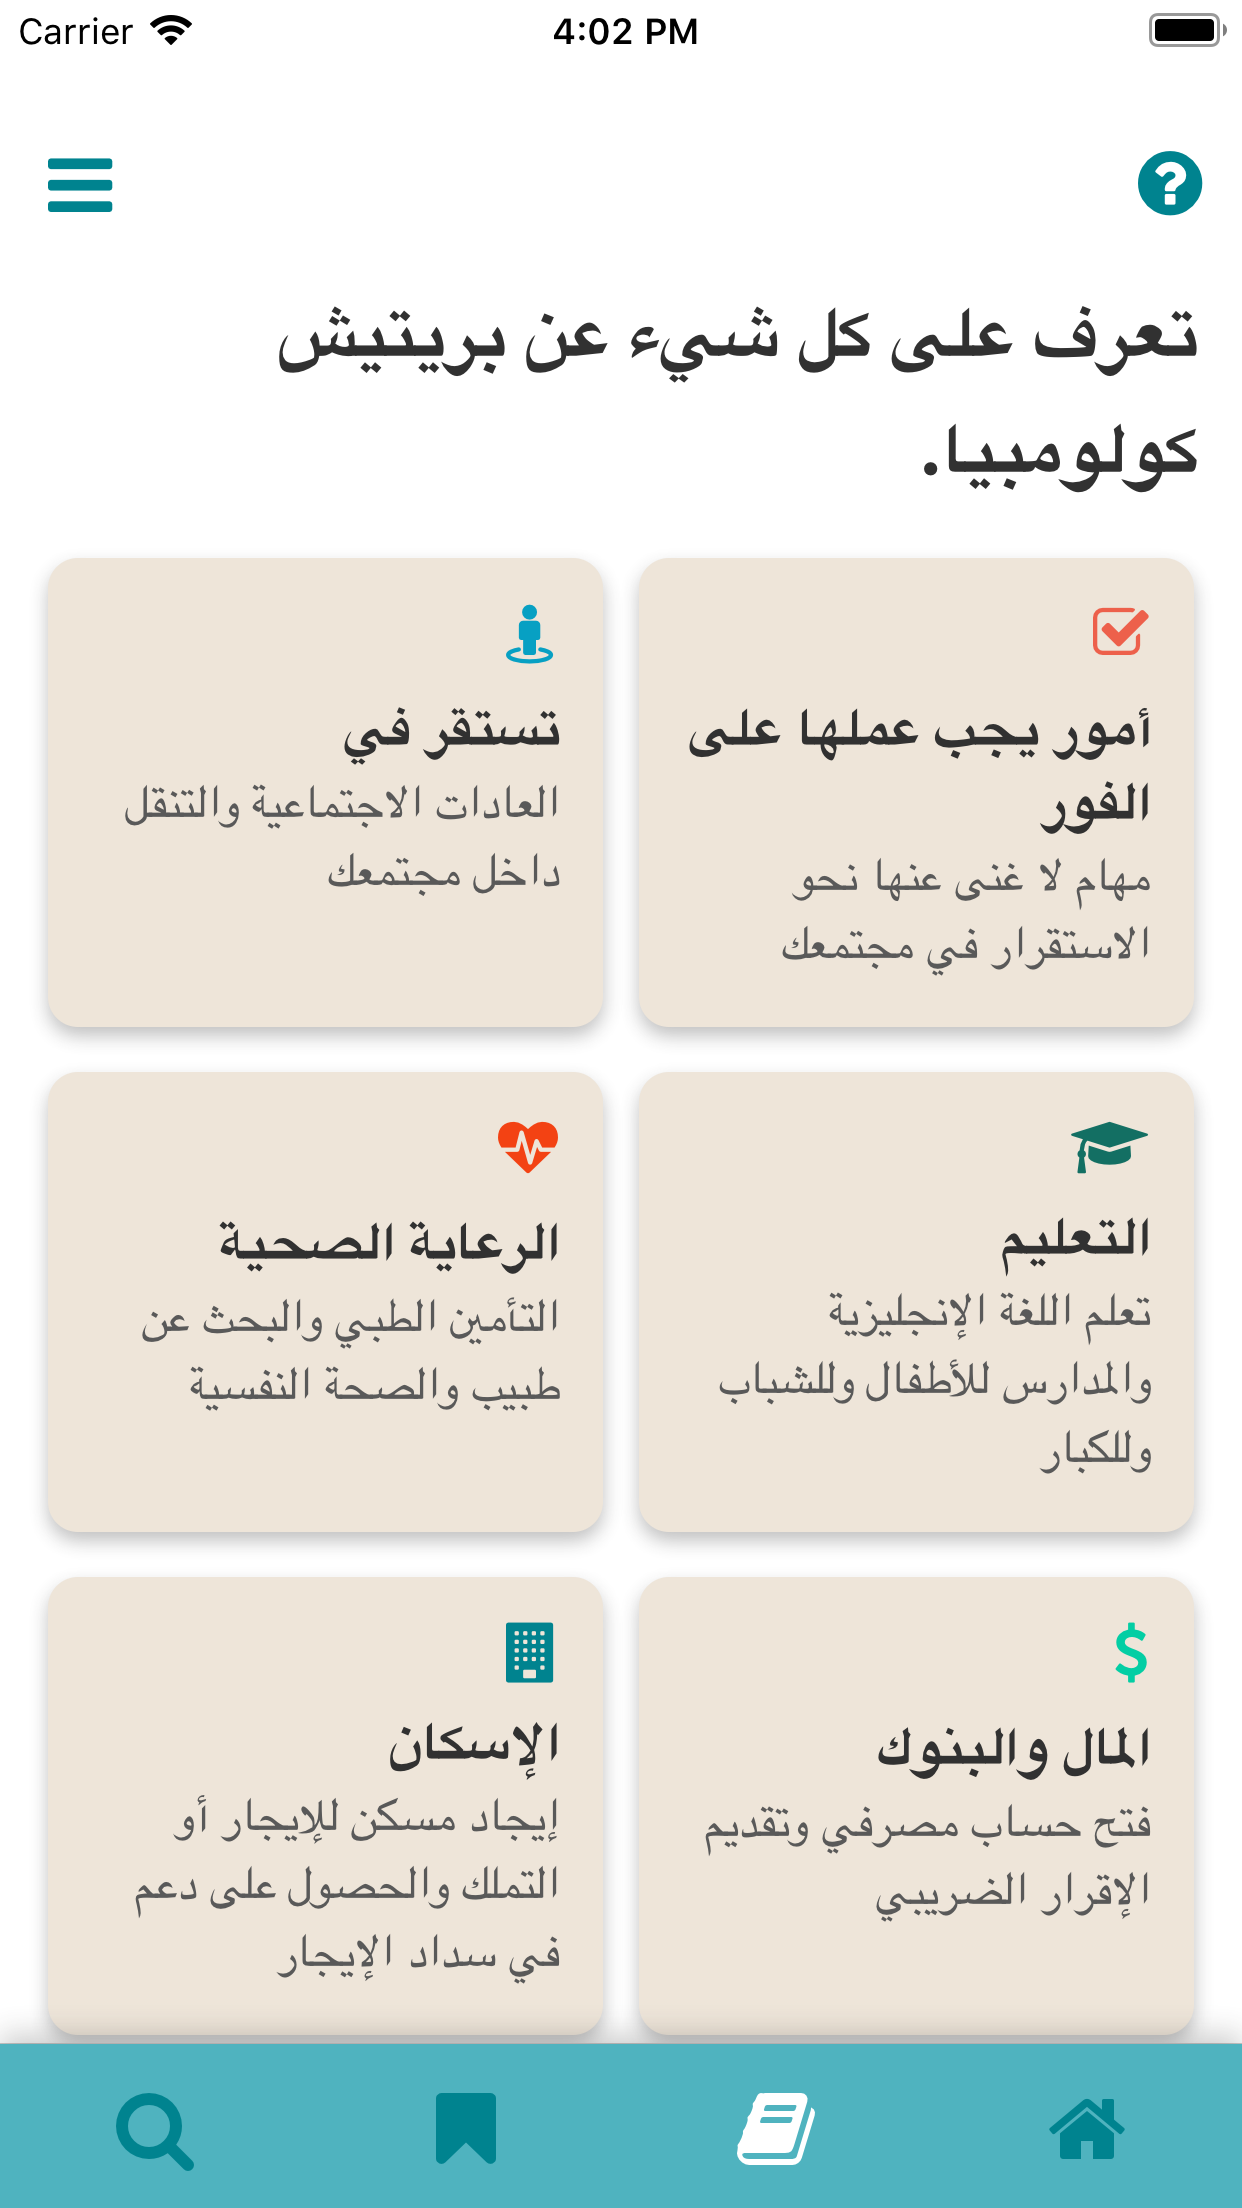 Carrier
4:02 PM
تعرف على كل شيء عن بريتيش
كولومبيا.
أمور يجب عملها على
الفور
مهام لا غنى عنها نحو
الاستقرار في مجتمعك
تستقر في
العادات الاجتماعية والتنقل
داخل مجتمعك
التعليم
تعلم اللغة الإنجليزية
والمدارس للأطفال وللشباب
وللكبار
الرعاية الصحية
التأمين الطبي والبحث عن
طبيب والصحة النفسية
المال والبنوك
فتح حساب مصرفي وتقديم
الإقرار الضريبي
الإسكان
إيجاد مسكن للإيجار أو
التملك والحصول على دعم
في سداد الإيجار